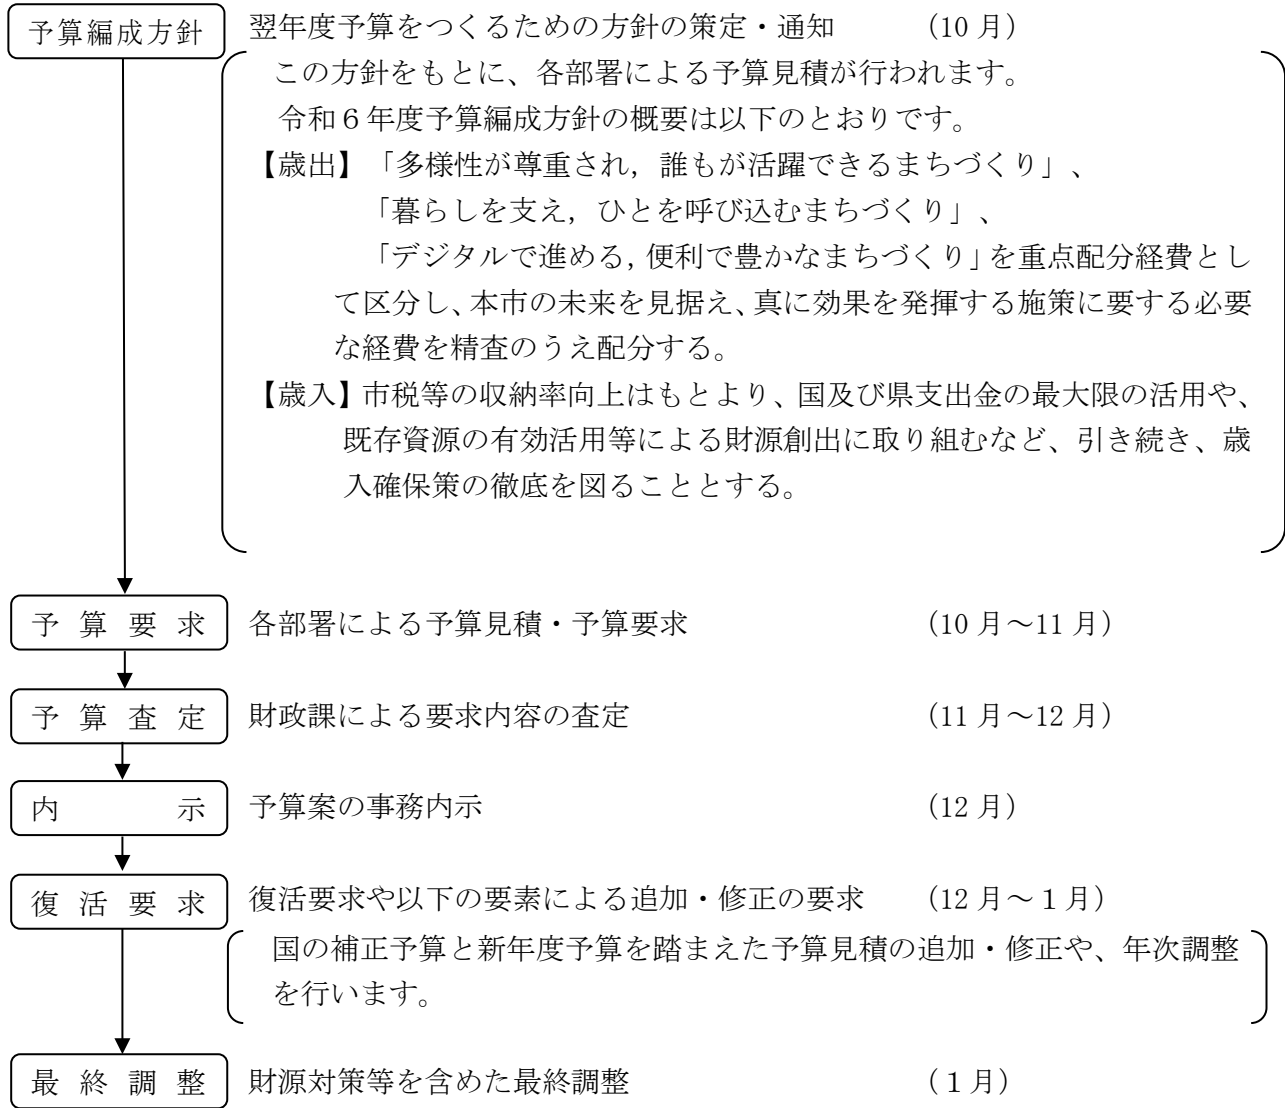 予算編成方針 翌年度予算をつくるための方針の策定・通知 （10月）
この方針をもとに、各部署による予算見積が行われます。
令和６年度予算編成方針の概要は以下のとおりです。
【歳出】「多様性が尊重され，誰もが活躍できるまちづくり」、
「暮らしを支え，ひとを呼び込むまちづくり」、
「デジタルで進める，便利で豊かなまちづくり」を重点配分経費とし
て区分し、本市の未来を見据え、真に効果を発揮する施策に要する必要
な経費を精査のうえ配分する。
【歳入】市税等の収納率向上はもとより、国及び県支出金の最大限の活用や、
既存資源の有効活用等による財源創出に取り組むなど、引き続き、歳
入確保策の徹底を図ることとする。
予算要求 各部署による予算見積・予算要求 （10月～11月）
予算査定 財政課による要求内容の査定 （11月～12月）
内示 予算案の事務内示 （12月）
復活要求 復活要求や以下の要素による追加・修正の要求 （12月～１月）
国の補正予算と新年度予算を踏まえた予算見積の追加・修正や、年次調整
を行います。
最終調整 財源対策等を含めた最終調整 （１月）